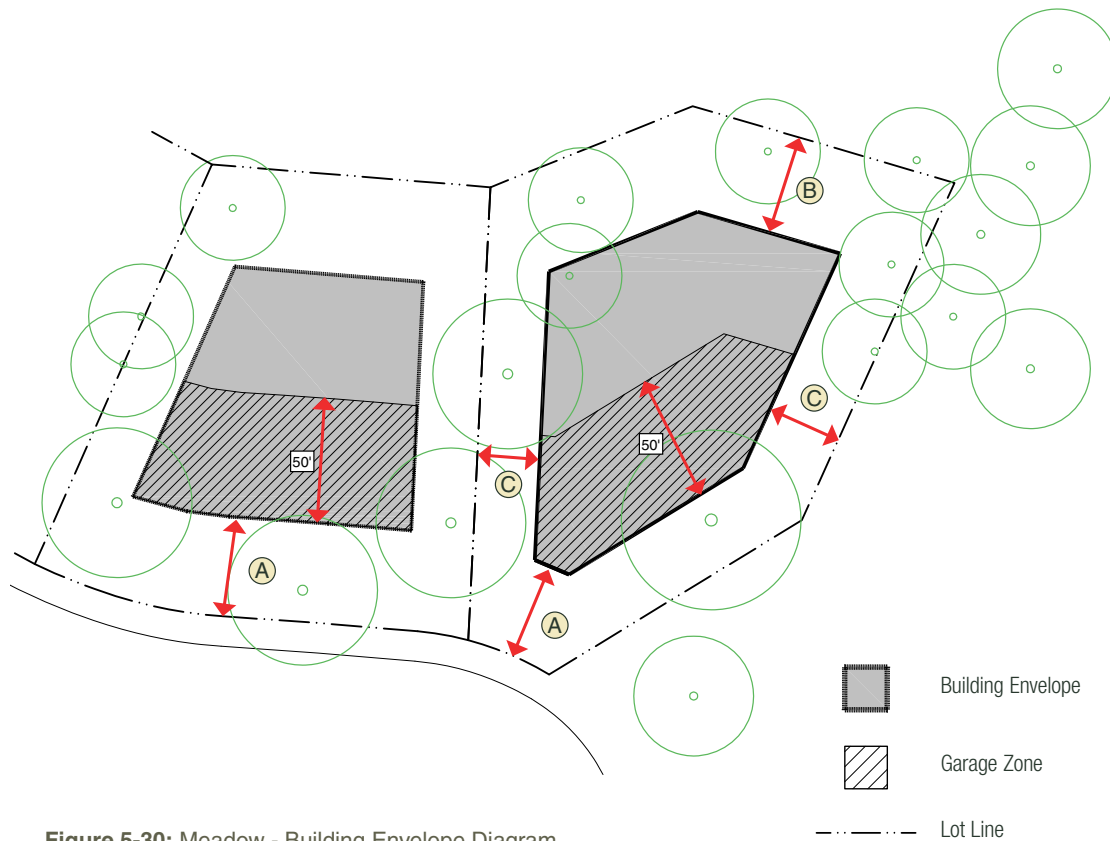 B
C
50'
50'
C
A
A
Building Envelope
Garage Zone
Lot Line
Figure 5-30: Meadow - Building Envelope Diagram